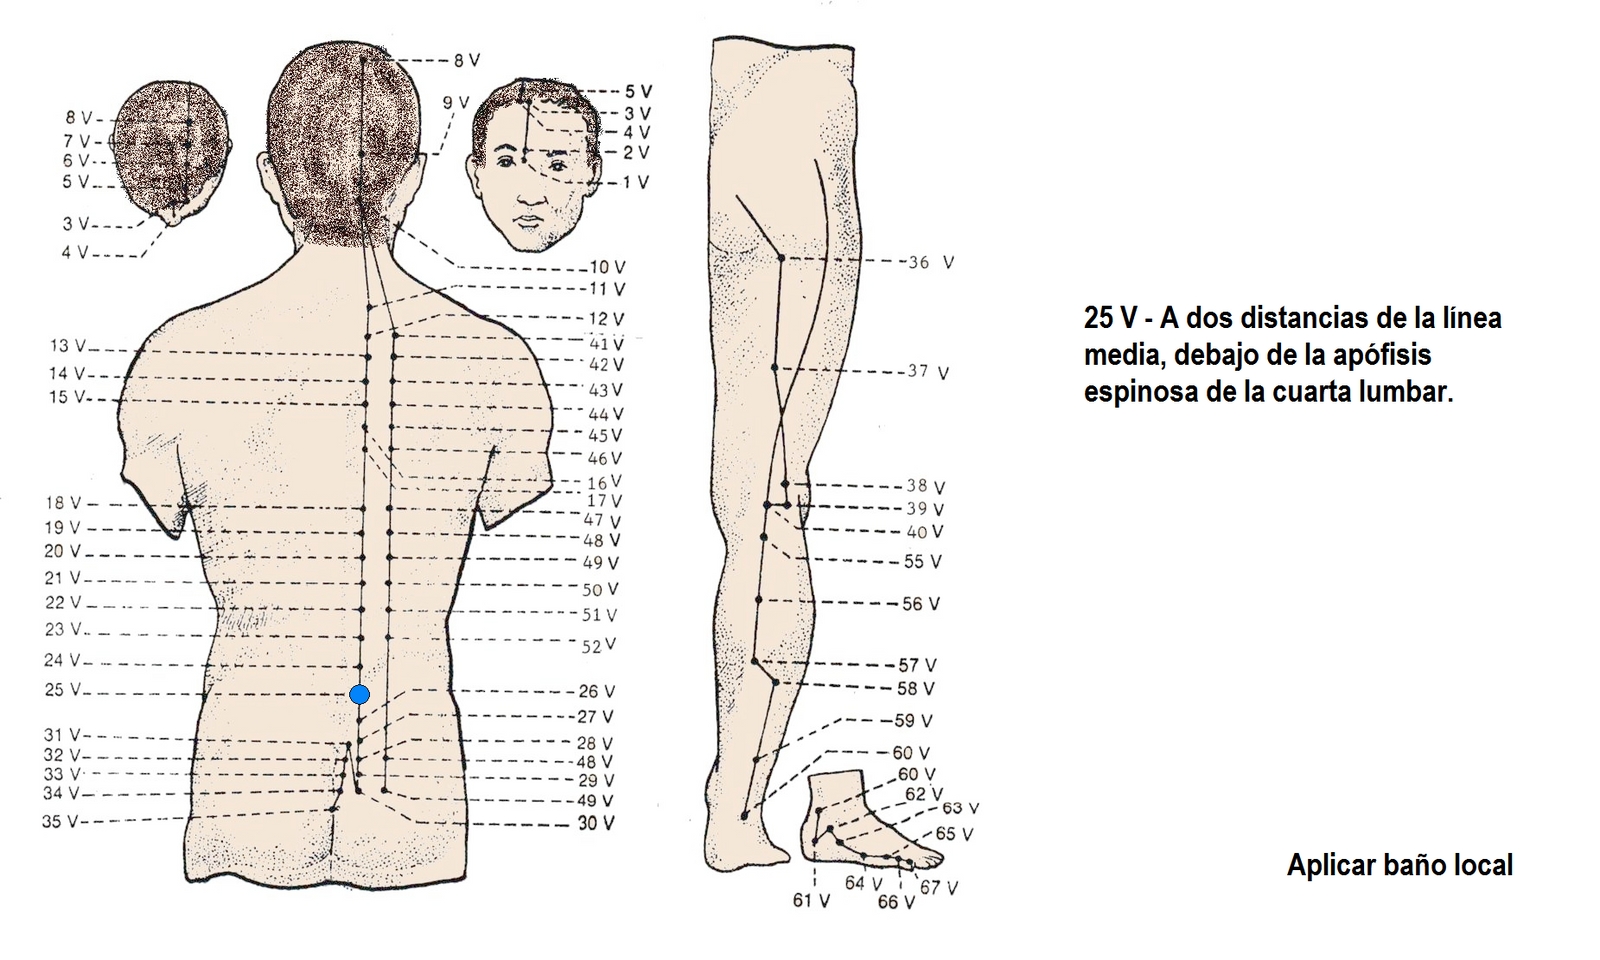 8 V
7 V
6 V
5 V
3 V
4 V
8 V
9 V
5 V
3 V
4 V
2 V
1 V
10 V
11 V
12 V
41 V
42 V
43 V
44 V
45 V
46 V
16 V
17 V
47 V
48 V
49 V
50 V
51 V
52 V
13 V
14 V
15 V
18 V
19 V
20 V
21 V
22 V
23 V
24 V
25 V
31 V
32 V
33 V
34 V
35 V
26 V
27 V
28 V
48 V
29 V
49 V
30 V
36 V
37 V
38 V
39 V
40 V
55 V
56 V
57 V
58 V
59 V
60 V
60 V
62 V
63 V
65 V
64 V
67 V
61 V
66 V
25 V - A dos distancias de la línea
media, debajo de la apófisis
espinosa de la cuarta lumbar.
Aplicar baño local